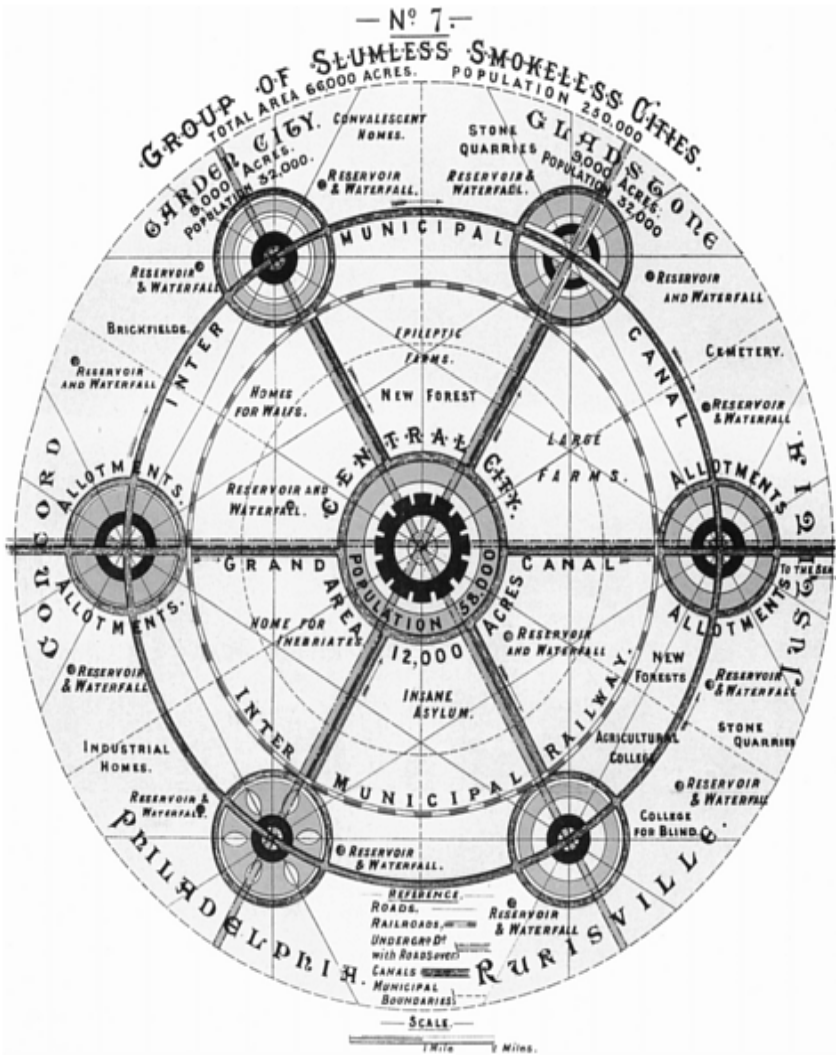 — Nº 7. —
GROUP OF SLUMLESS SMOKELESS CITIES.
TOTAL AREA 66,000 ACRES. POPULATION 250,000
GARDEN CITY.
9,000 ACRES.
POPULATION 32,000.
CONVALESCENT
HOMES.
STONE
QUARRIES
GLADSTONE
9,000 ACRES.
POPULATION
32,000
RESERVOIR
& WATERFALL.
RESERVOIR &
WATERFALL.
INTER MUNICIPAL CANAL
RESERVOIR
& WATERFALL
RESERVOIR
AND WATERFALL
BRICKFIELDS.
EPILEPTIC
FARMS.
CEMETERY.
RESERVOIR
AND WATERFALL
HOMES
FOR WAIFS.
NEW FOREST
RESERVOIR
& WATERFALL
LARGE
FARMS.
CENTRAL CITY.
CONCORD
ALLOTMENTS.
ALLOTMENTS
JUSTITIA
RESERVOIR AND
WATERFALL.
GRAND CANAL
TO THE SEA
POPULATION 58,000
AREA
12,000
ACRES
ALLOTMENTS.
ALLOTMENTS
HOME FOR
INEBRIATES
RESERVOIR
AND WATERFALL
RESERVOIR
& WATERFALL
NEW
FORESTS
RESERVOIR
& WATERFALL
INSANE
ASYLUM.
INTER MUNICIPAL RAILWAY.
STONE
QUARRIES
AGRICULTURAL
COLLEGE
INDUSTRIAL
HOMES.
RESERVOIR
& WATERFALL
RESERVOIR &
WATERFALL.
COLLEGE
FOR BLIND.
RESERVOIR
& WATERFALL.
PHILADELPHIA.
RURISVILLE.
REFERENCE.
ROADS.
RAILROADS,
UNDERGRD Dº
with ROADS over
CANALS
MUNICIPAL
BOUNDARIES
RESERVOIR
& WATERFALL
SCALE.
1 Mile 2 Miles.